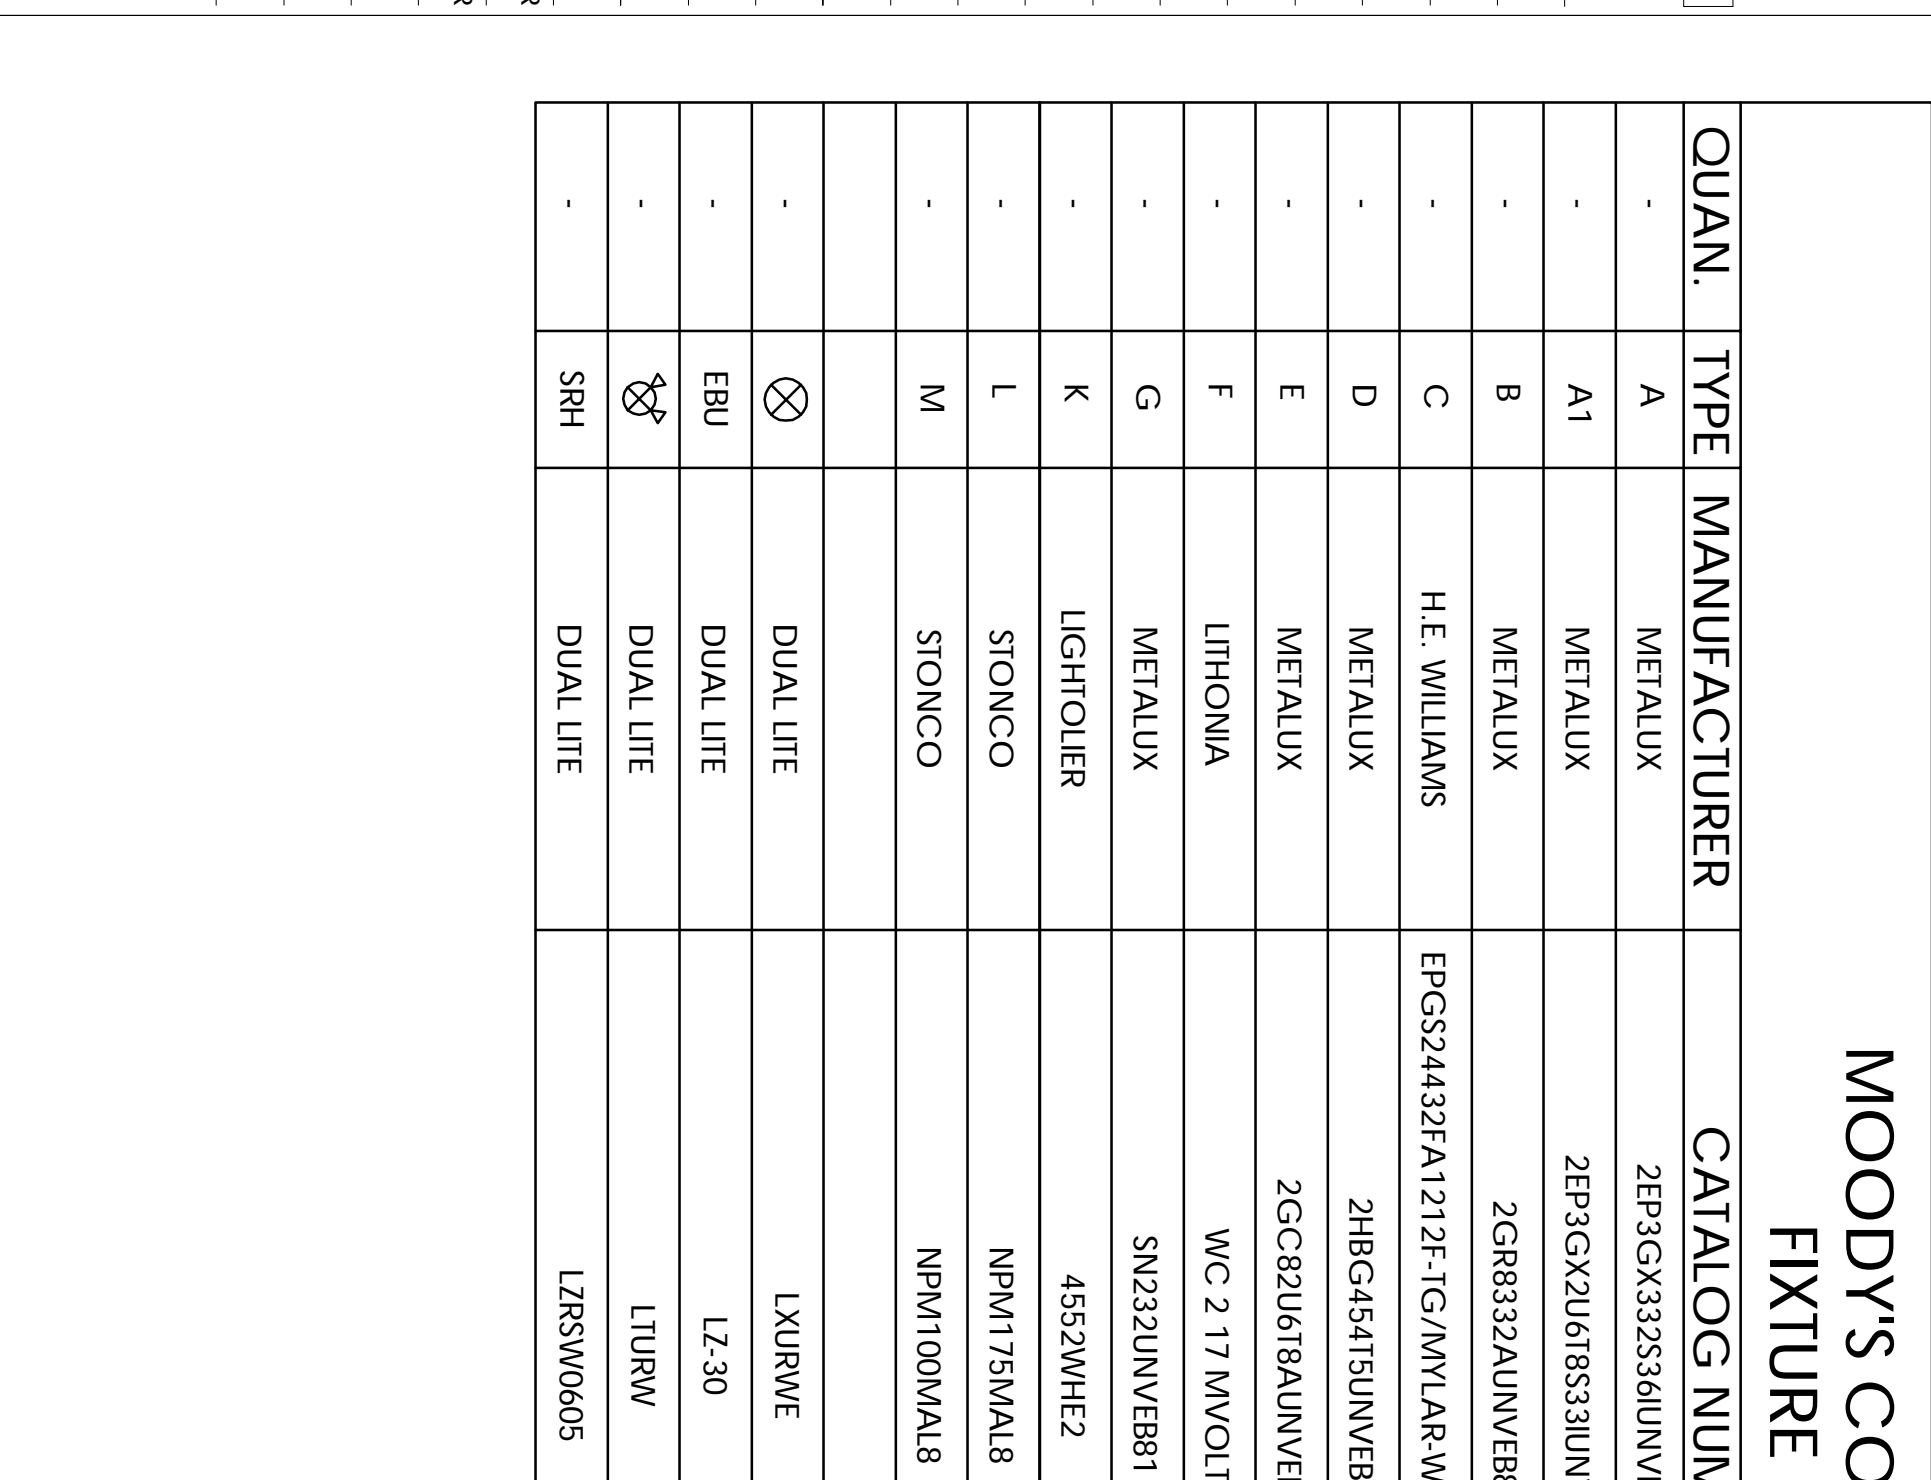 MOODY'S CO
FIXTURE
QUAN. TYPE MANUFACTURER CATALOG NUM
- A METALUX 2EP3GX332S36IUNV
- A1 METALUX 2EP3GX2U6T8S33IUN
- B METALUX 2GR8332AUNVEB8
- C H.E. WILLIAMS EPGS24432FA1212F-TG/MYLAR-W
- D METALUX 2HBG454T5UNVEB
- E METALUX 2GC82U6T8AUNVE
- F LITHONIA WC 2 17 MVOLT
- G METALUX SN232UNVEB81
- K LIGHTOLIER 4552WHE2
- L STONCO NPM175MAL8
- M STONCO NPM100MAL8
- DUAL LITE LXURWE
- EBU DUAL LITE LZ-30
- DUAL LITE LTURW
- SRH DUAL LITE LZRSW0605